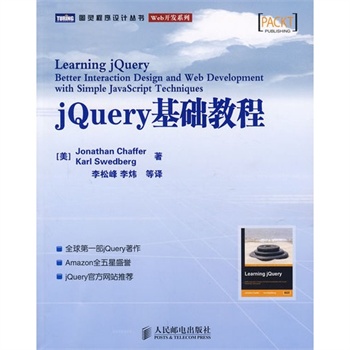 TURING 图灵程序设计丛书 Web开发系列
PACKT
PUBLISHING
Learning jQuery
Better Interaction Design and Web Development
with Simple JavaScript Techniques
jQuery基础教程
[美] Jonathan Chaffer 著
Karl Swedberg
李松峰 李炜 等译
全球第一部jQuery著作
Amazon全五星盛誉
jQuery官方网站推荐
Learning jQuery
人民邮电出版社
POSTS & TELECOM PRESS